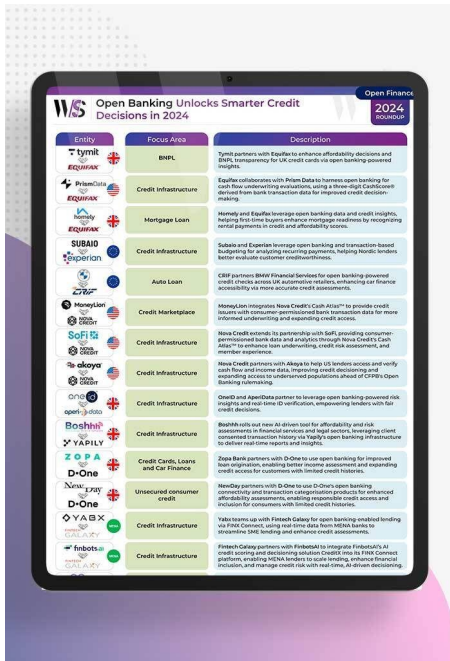 Open Finance
W/S
Open Banking Unlocks Smarter Credit
Decisions in 2024
2024
ROUNDUP
Entity
Focus Area
Description
tymit
EQUIFAX
BNPL
Tymit partners with Equifax to enhance affordability decisions and
BNPL transparency for UK credit cards via open banking-powered
insights.
PrismData
EQUIFAX
Credit Infrastructure
Equifax collaborates with Prism Data to harness open banking for
cash flow underwriting evaluations, using a three-digit CashScore®
derived from bank transaction data for improved credit decision-
making.
homely
EQUIFAX
Mortgage Loan
Homely and Equifax leverage open banking data and credit insights,
helping first-time buyers enhance mortgage readiness by recognizing
rental payments in credit and affordability scores.
SUBAIO
experian
Credit Infrastructure
Subaio and Experian leverage open banking and transaction-based
budgeting for analyzing recurring payments, helping Nordic lenders
better evaluate customer creditworthiness.
CRIF
Auto Loan
CRIF partners BMW Financial Services for open banking-powered
credit checks across UK automotive retailers, enhancing car finance
accessibility via more accurate credit assessments.
MoneyLion
NOVA
CREDIT
Credit Marketplace
MoneyLion integrates Nova Credit's Cash Atlas™ to provide credit
issuers with consumer-permissioned bank transaction data for more
informed underwriting and expanding credit access.
SoFi
NOVA
CREDIT
Credit Infrastructure
Nova Credit extends its partnership with SoFi, providing consumer-
permissioned bank data and analytics through Nova Credit's Cash
Atlas™ to enhance loan underwriting, credit risk assessment, and
member experience.
akoya
NOVA
CREDIT
Credit Infrastructure
Nova Credit partners with Akoya to help US lenders access and verify
cash flow and income data, improving credit decisioning and
expanding access to underserved populations ahead of CFPB's Open
Banking rulemaking.
oneid
aperidata
Credit Infrastructure
OneID and AperiData partner to leverage open banking-powered risk
insights and real-time ID verification, empowering lenders with fair
credit decisions.
Boshhh
YAPILY
Credit Infrastructure
Boshhh rolls out new AI-driven tool for affordability and risk
assessments in financial services and legal sectors, leveraging client
consented transaction history via Yapily's open banking infrastructure
to deliver real-time reports and insights.
ZOPA
D•One
Credit Cards, Loans
and Car Finance
Zopa Bank partners with D•One to use open banking for improved
loan origination, enabling better income assessment and expanding
credit access for customers with limited credit histories.
New Day
D•One
Unsecured consumer
credit
NewDay partners with D•One to use D•One's open banking
connectivity and transaction categorisation products for enhanced
affordability assessments, enabling responsible credit access and
inclusion for consumers with limited credit histories.
YABX
FINTECH
GALAXY
MENA
Credit Infrastructure
Yabx teams up with Fintech Galaxy for open banking-enabled lending
via FINX Connect, using real-time data from MENA banks to
streamline SME lending and enhance credit assessments.
finbots ai
FINTECH
GALAXY
MENA
Credit Infrastructure
Fintech Galaxy partners with FinbotsAI to integrate FinbotsAI's AI
credit scoring and decisioning solution CreditX into its FINX Connect
platform, enabling MENA lenders to scale lending, enhance financial
inclusion, and manage credit risk with real-time, AI-driven decisioning.